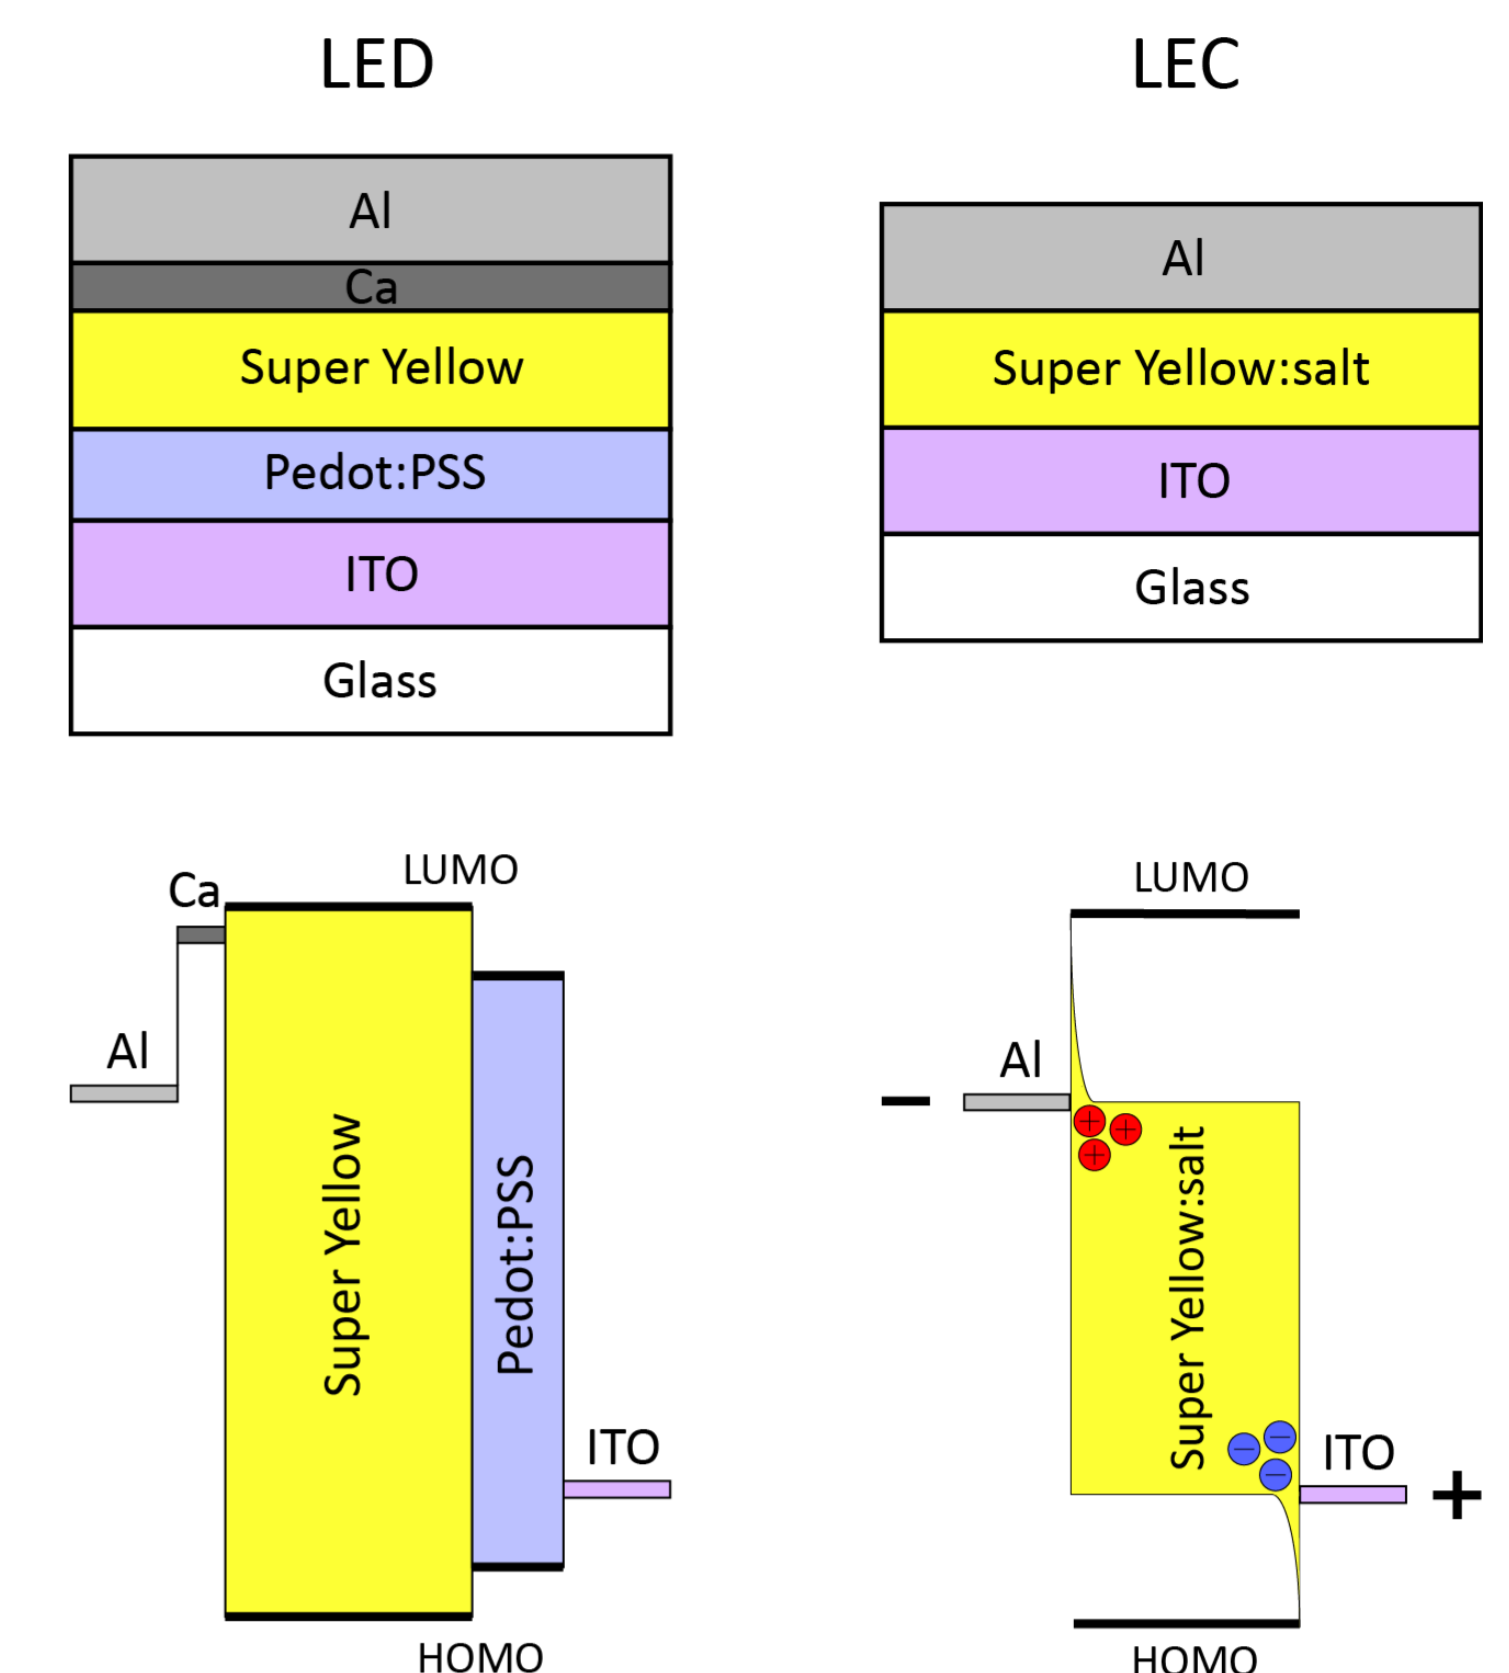 LED
LEC
Al
Ca
Super Yellow
Pedot:PSS
ITO
Glass
Al
Super Yellow:salt
ITO
Glass
LUMO
Ca
Al
Super Yellow
Pedot:PSS
ITO
HOMO
LUMO
−
Al
+
+
+
Super Yellow:salt
−
−
−
ITO
+
HOMO